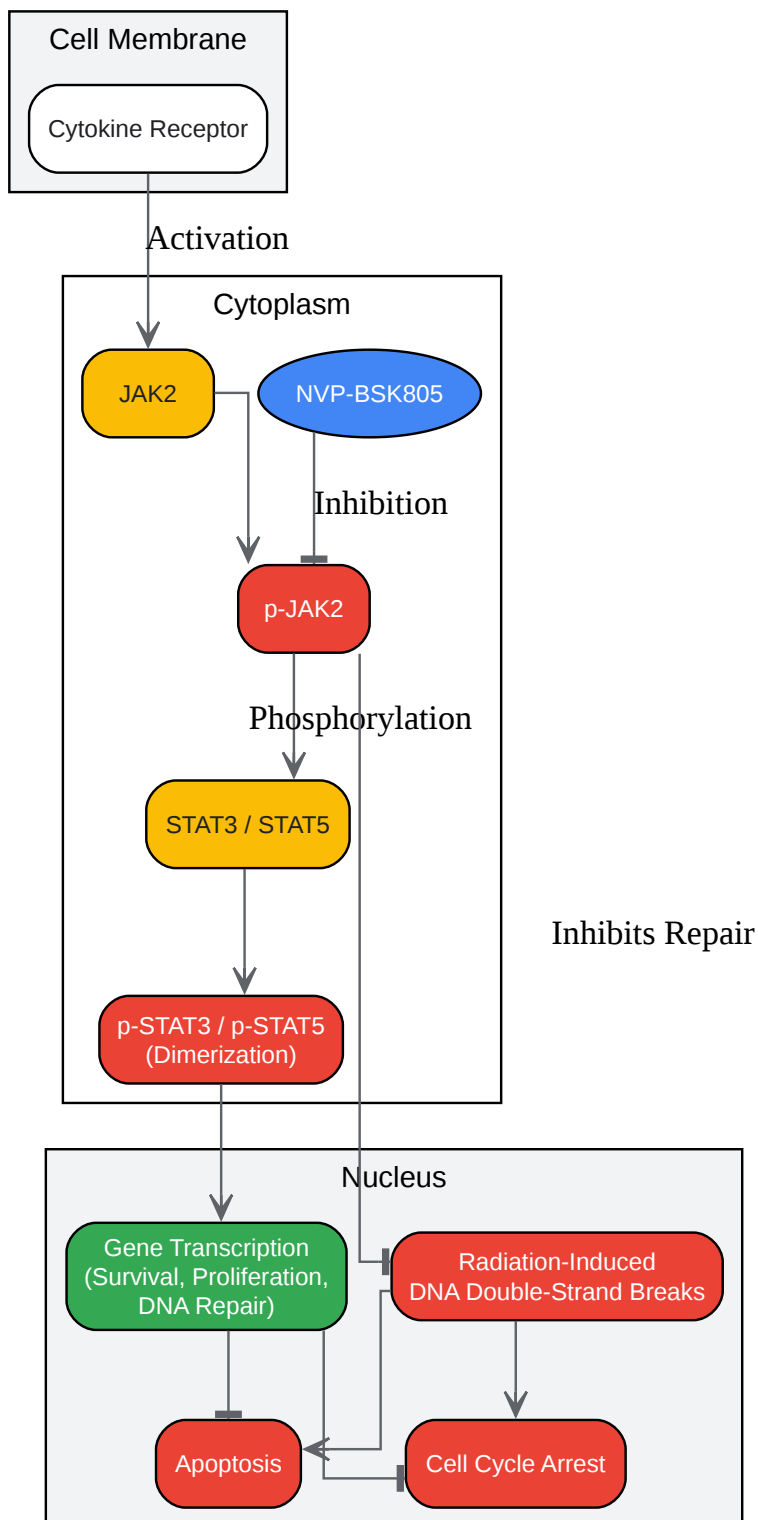 Cell Membrane
Cytokine Receptor
Activation
Cytoplasm
JAK2
NVP-BSK805
Inhibition
p-JAK2
Phosphorylation
STAT3 / STAT5
Inhibits Repair
p-STAT3 / p-STAT5
(Dimerization)
Nucleus
Gene Transcription
(Survival, Proliferation,
DNA Repair)
Radiation-Induced
DNA Double-Strand Breaks
Apoptosis
Cell Cycle Arrest